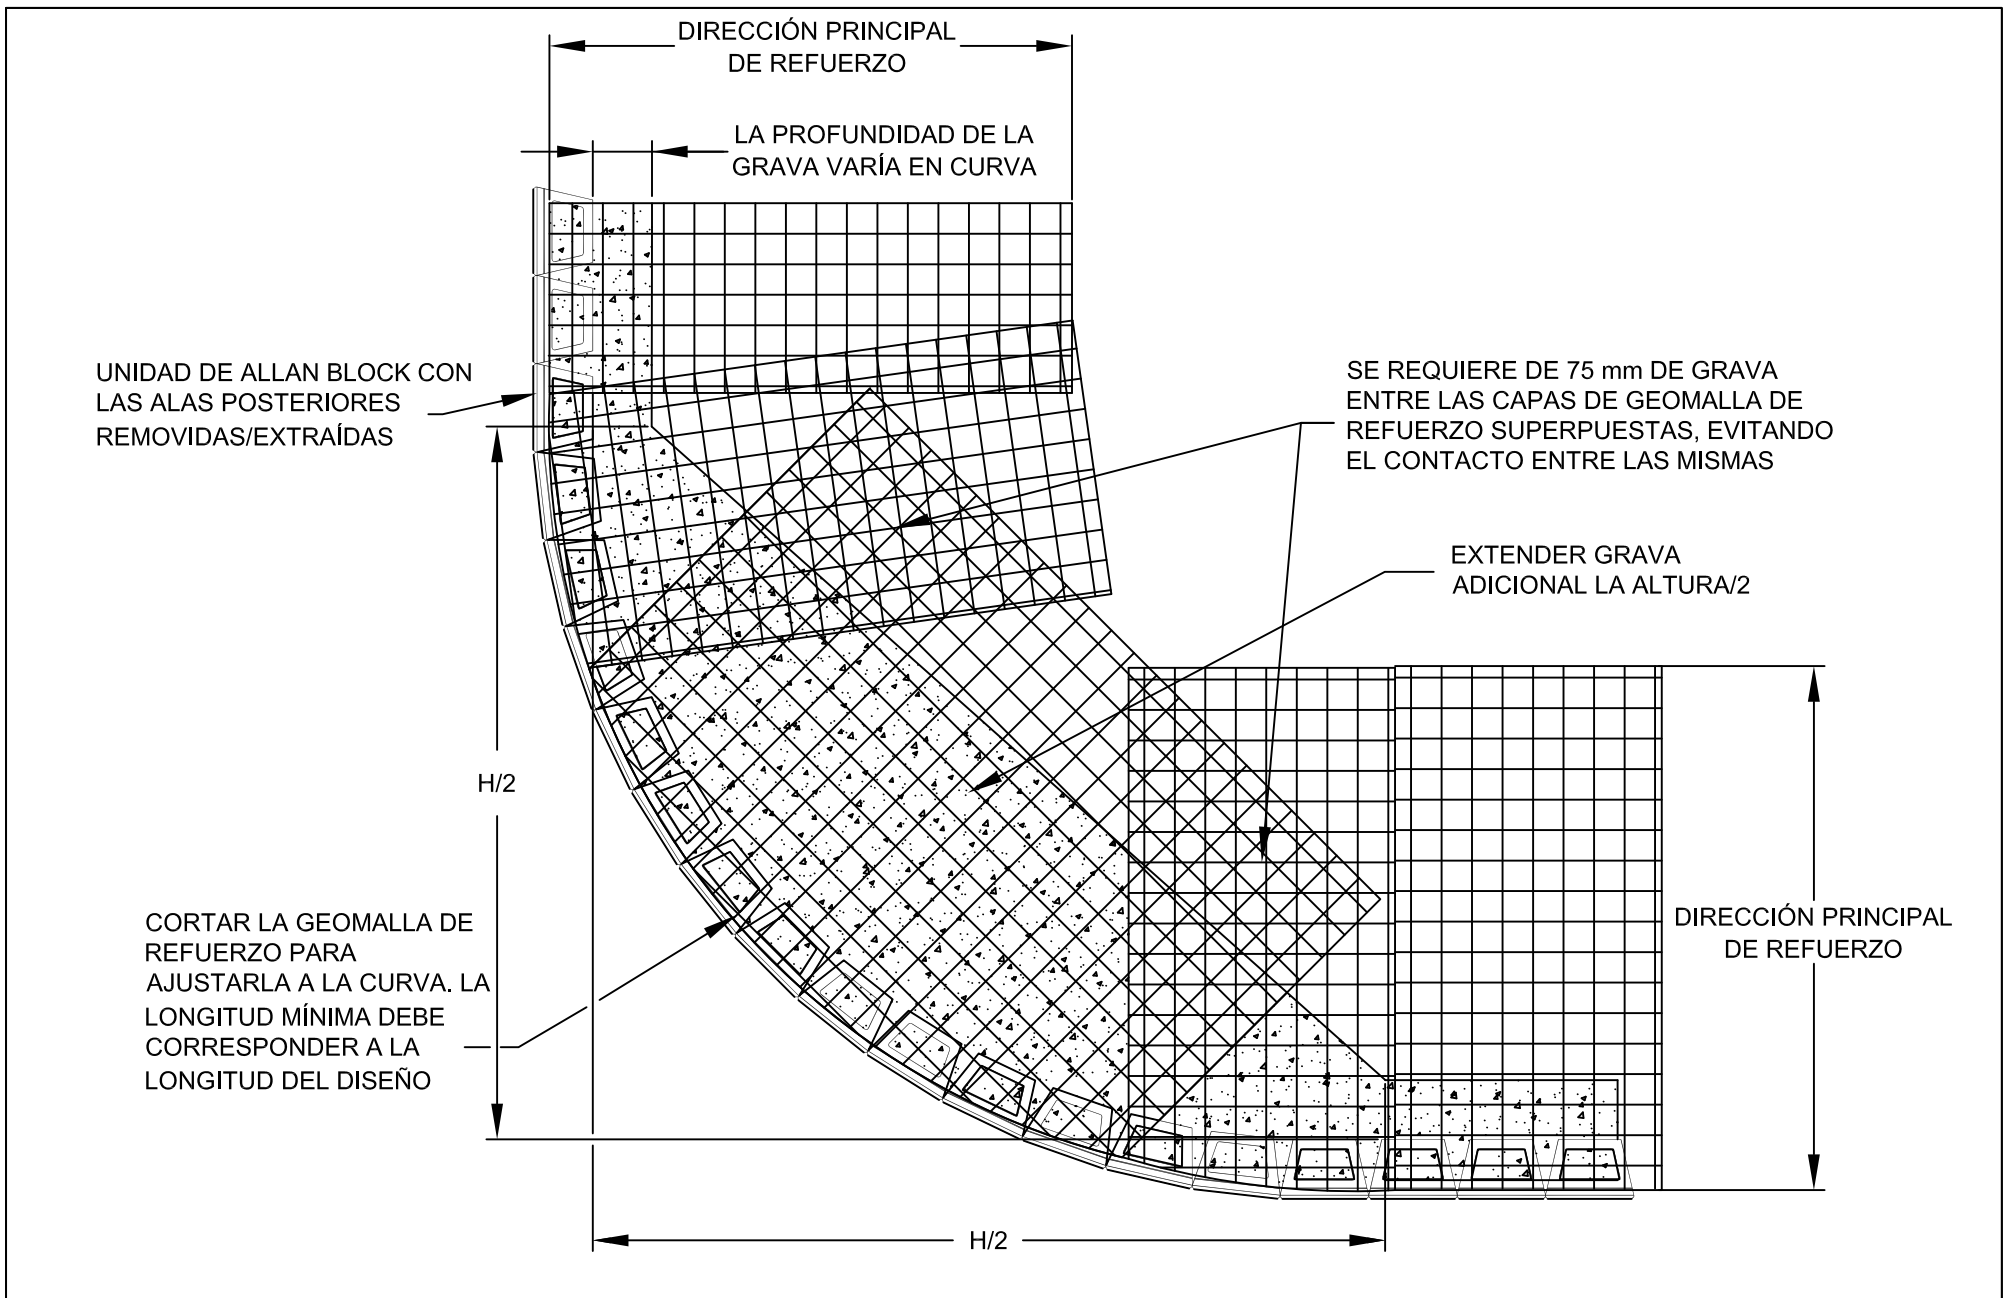 DIRECCIÓN PRINCIPAL
DE REFUERZO
LA PROFUNDIDAD DE LA
GRAVA VARÍA EN CURVA
UNIDAD DE ALLAN BLOCK CON
LAS ALAS POSTERIORES
REMOVIDAS/EXTRAÍDAS
SE REQUIERE DE 75 mm DE GRAVA
ENTRE LAS CAPAS DE GEOMALLA DE
REFUERZO SUPERPUESTAS, EVITANDO
EL CONTACTO ENTRE LAS MISMAS
EXTENDER GRAVA
ADICIONAL LA ALTURA/2
H/2
CORTAR LA GEOMALLA DE
REFUERZO PARA
AJUSTARLA A LA CURVA. LA
LONGITUD MÍNIMA DEBE
CORRESPONDER A LA
LONGITUD DEL DISEÑO
DIRECCIÓN PRINCIPAL
DE REFUERZO
H/2